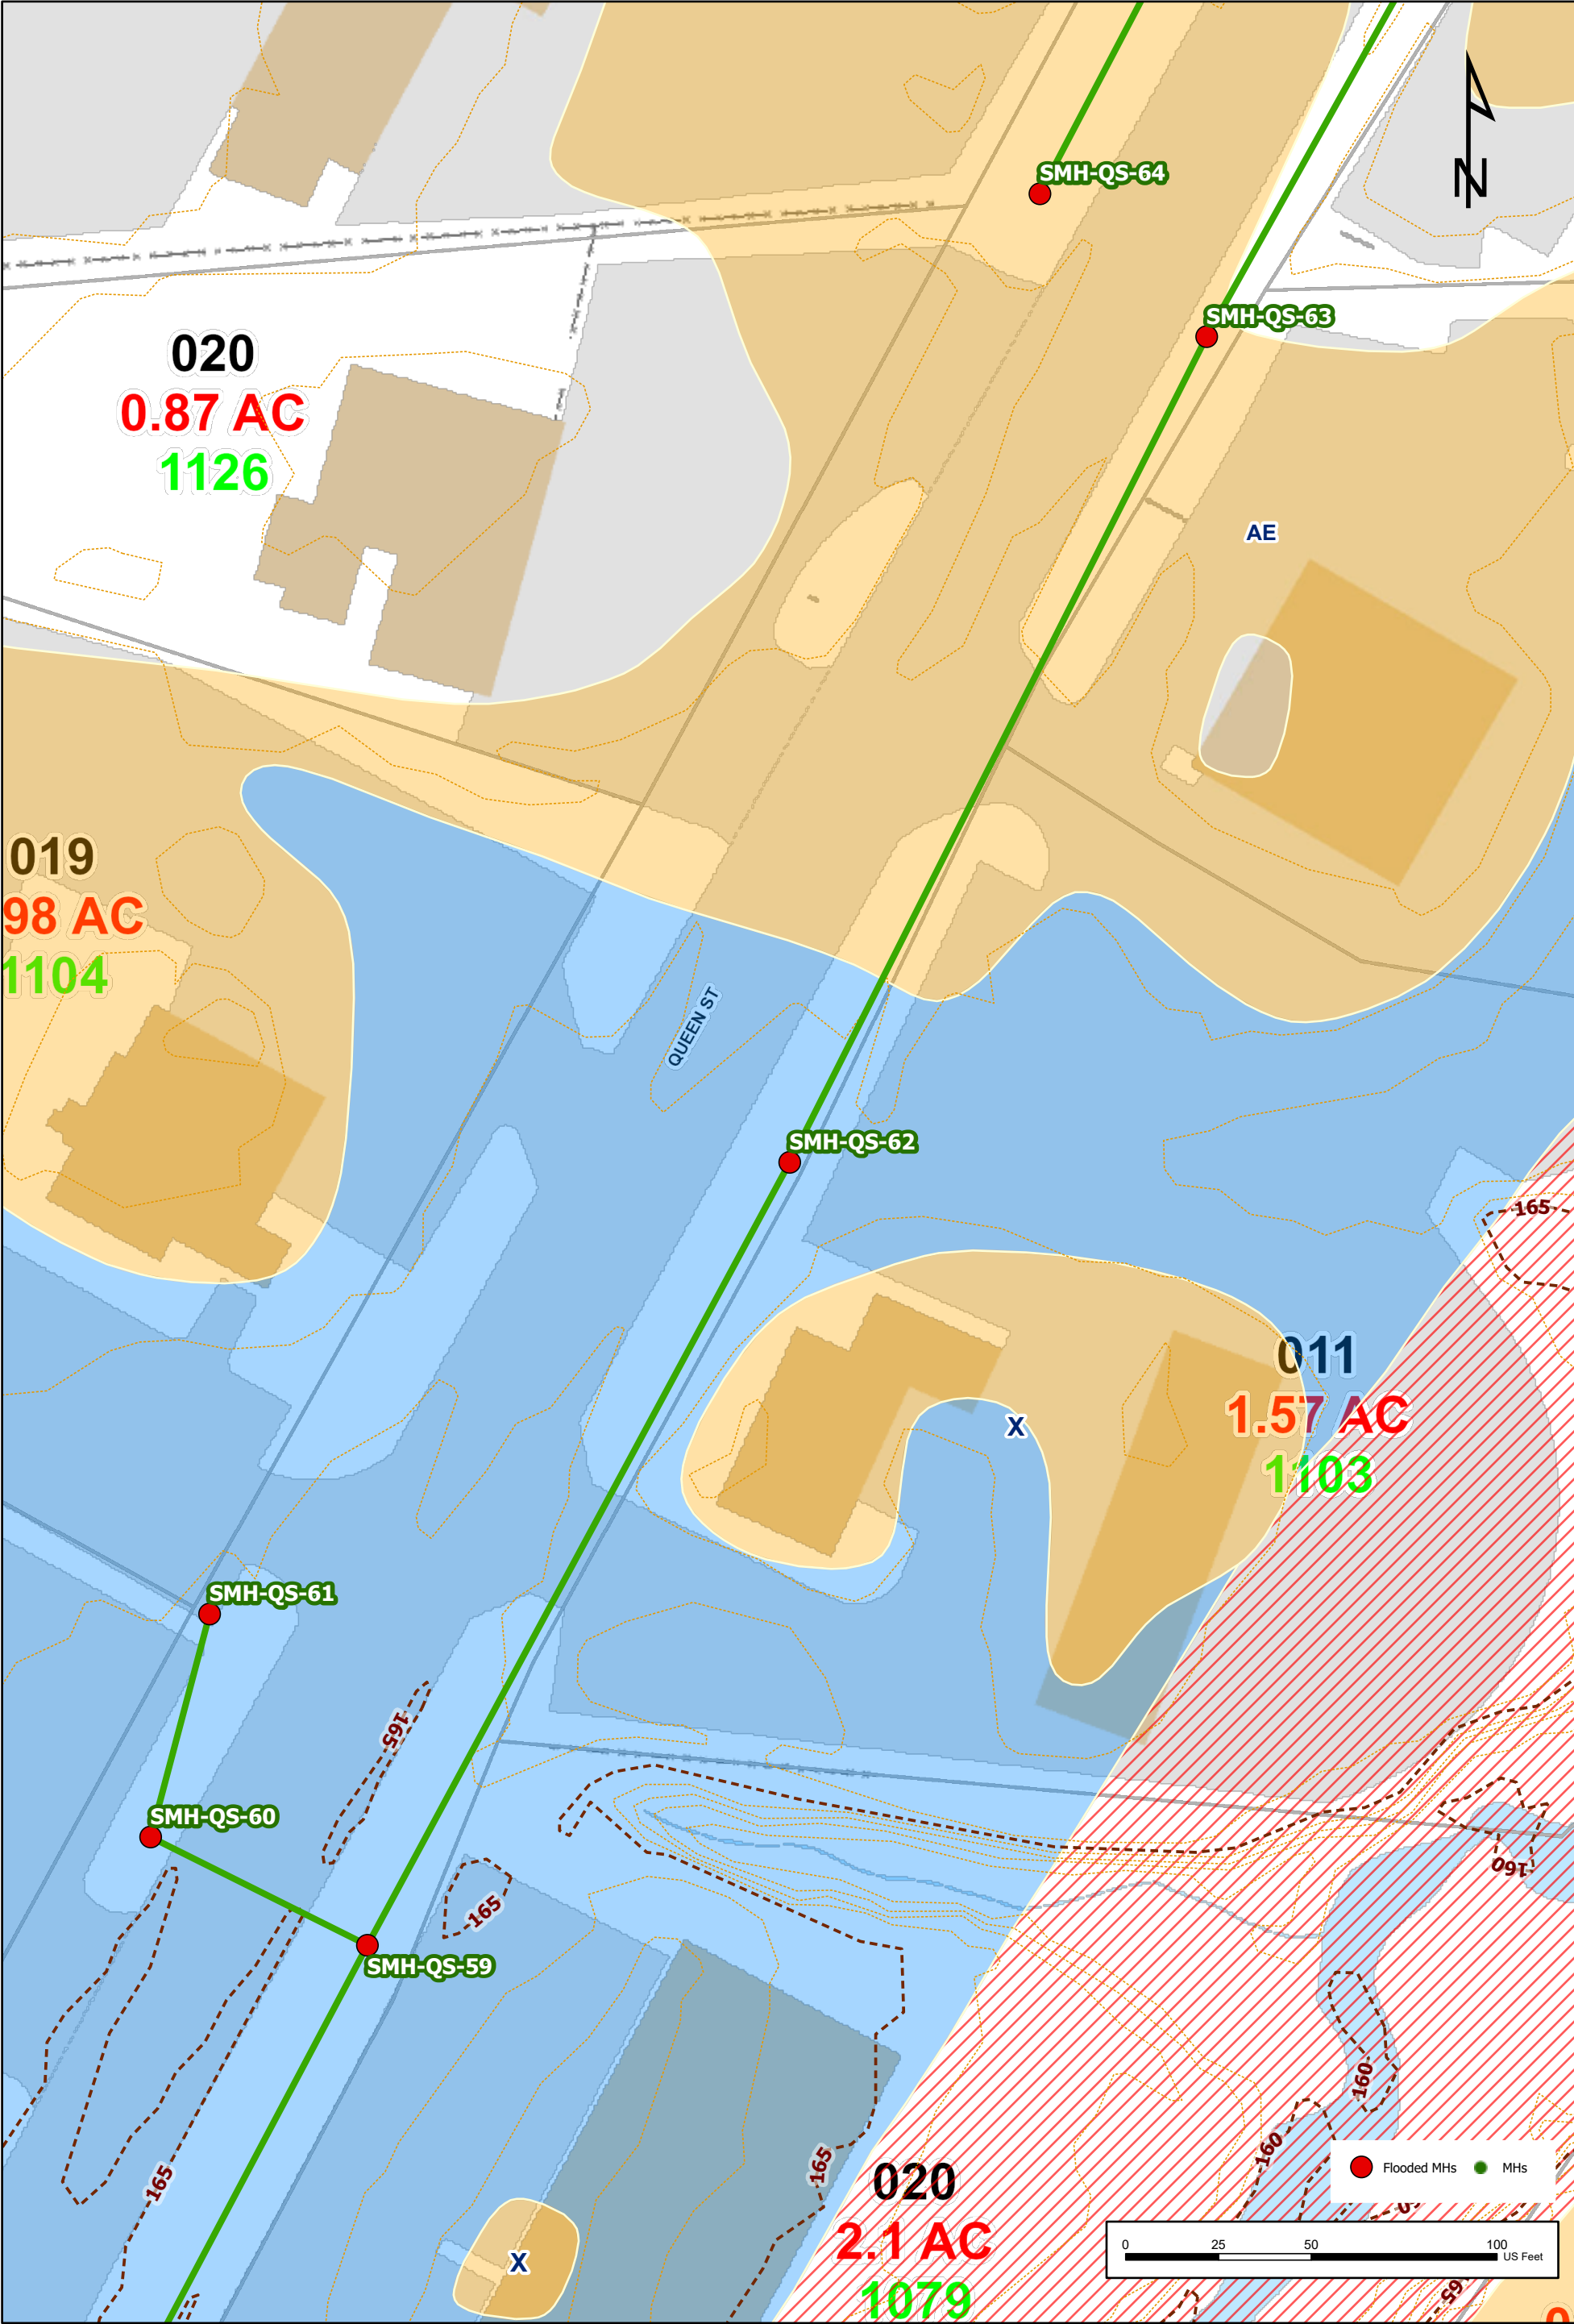 SMH-QS-64
N
SMH-QS-63
020
0.87 AC
1126
AE
019
98 AC
1104
QUEEN ST
SMH-QS-62
165
011
1.57 AC
1103
X
SMH-QS-61
165
SMH-QS-60
160
165
SMH-QS-59
160
165
165
160
020
2.1 AC
1079
X
Flooded MHs
MHs
0
25
50
100
US Feet